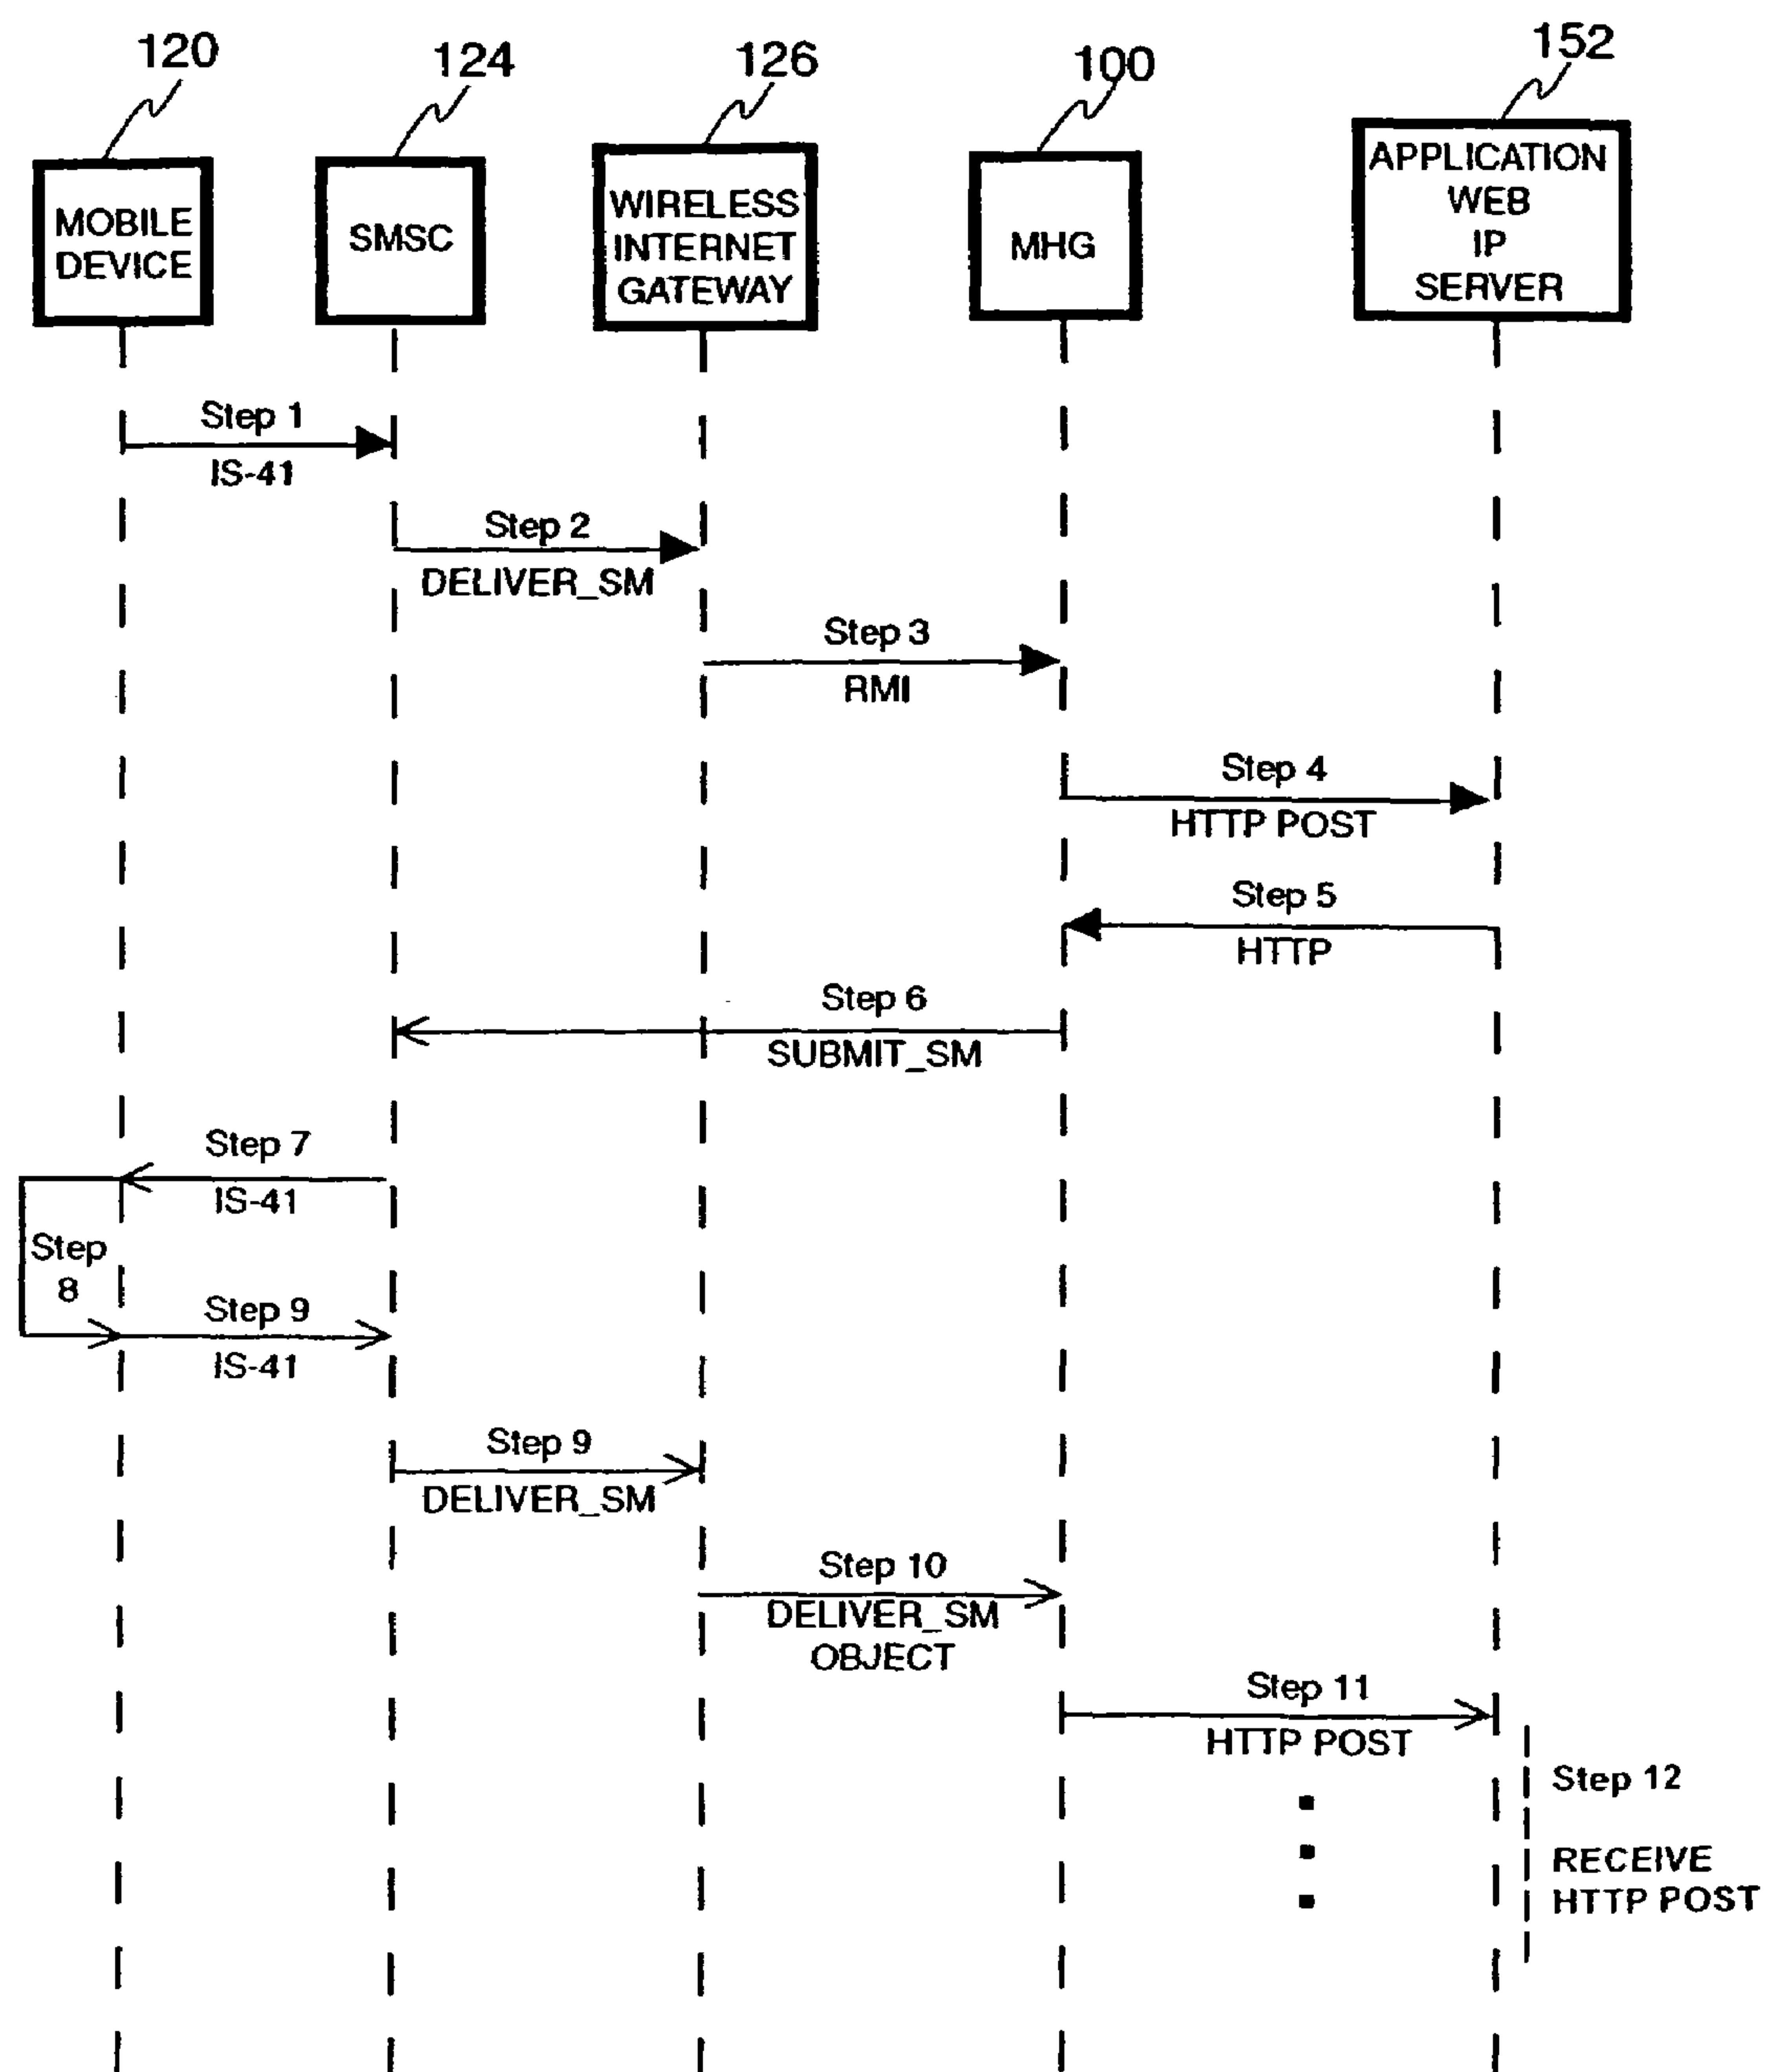 120
124
126
100
152
MOBILE
DEVICE
SMSC
WIRELESS
INTERNET
GATEWAY
MHG
APPLICATION
WEB
IP
SERVER
Step 1
IS-41
Step 2
DELIVER_SM
Step 3
RMI
Step 4
HTTP POST
Step 5
HTTP
Step 6
SUBMIT_SM
Step 7
IS-41
Step
8
Step 9
IS-41
Step 9
DELIVER_SM
Step 10
DELIVER_SM
OBJECT
Step 11
HTTP POST
Step 12
RECEIVE
HTTP POST